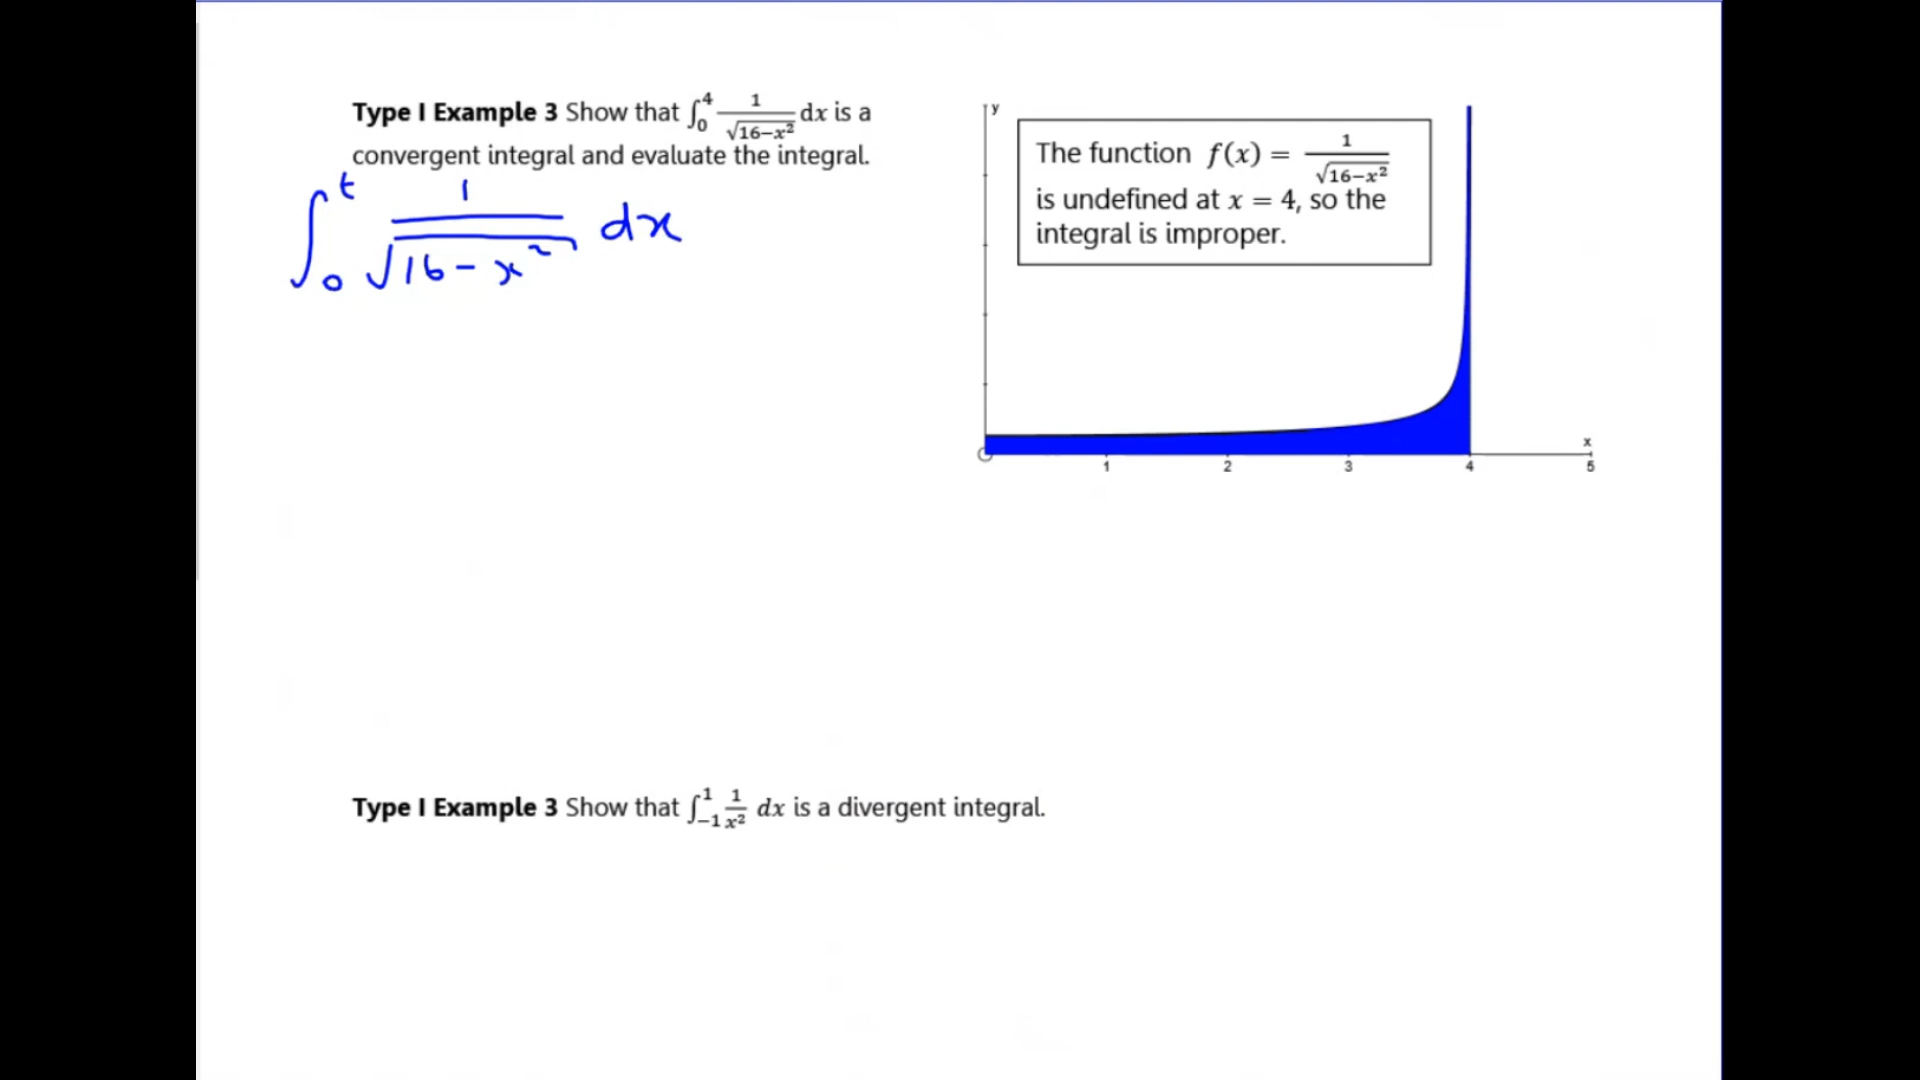 Type I Example 3 Show that ∫₀⁴ 1/√(16−x²) dx is a
convergent integral and evaluate the integral.
∫₀ᵗ 1/√(16−x²) dx
y
The function f(x) = 1/√(16−x²)
is undefined at x = 4, so the
integral is improper.
x
1 2 3 4 5
Type I Example 3 Show that ∫₋₁¹ 1/x² dx is a divergent integral.